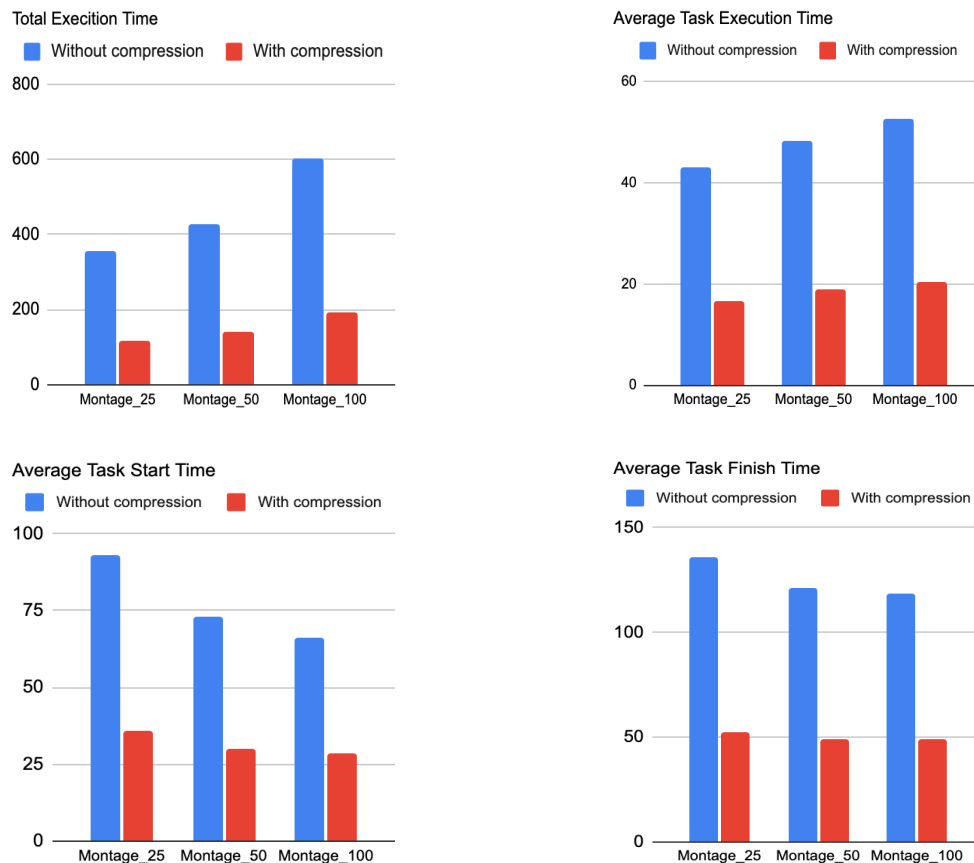 Total Execition Time
Without compression With compression
800
600
400
200
0
Montage_25 Montage_50 Montage_100
Average Task Execution Time
Without compression With compression
60
40
20
0
Montage_25 Montage_50 Montage_100
Average Task Start Time
Without compression With compression
100
75
50
25
0
Montage_25 Montage_50 Montage_100
Average Task Finish Time
Without compression With compression
150
100
50
0
Montage_25 Montage_50 Montage_100